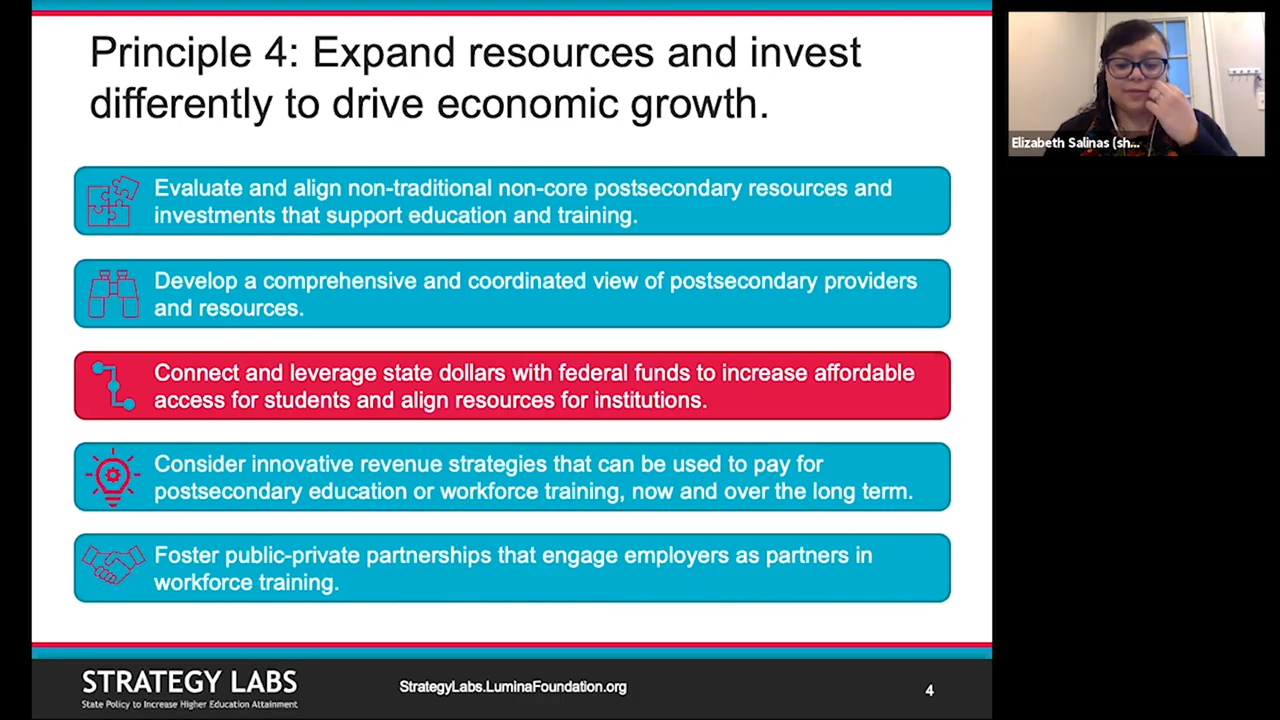 Principle 4: Expand resources and invest
differently to drive economic growth.
Evaluate and align non-traditional non-core postsecondary resources and
investments that support education and training.
Develop a comprehensive and coordinated view of postsecondary providers
and resources.
Connect and leverage state dollars with federal funds to increase affordable
access for students and align resources for institutions.
Consider innovative revenue strategies that can be used to pay for
postsecondary education or workforce training, now and over the long term.
Foster public-private partnerships that engage employers as partners in
workforce training.
STRATEGY LABS
State Policy to Increase Higher Education Attainment
StrategyLabs.LuminaFoundation.org
4
Elizabeth Salinas (sh...